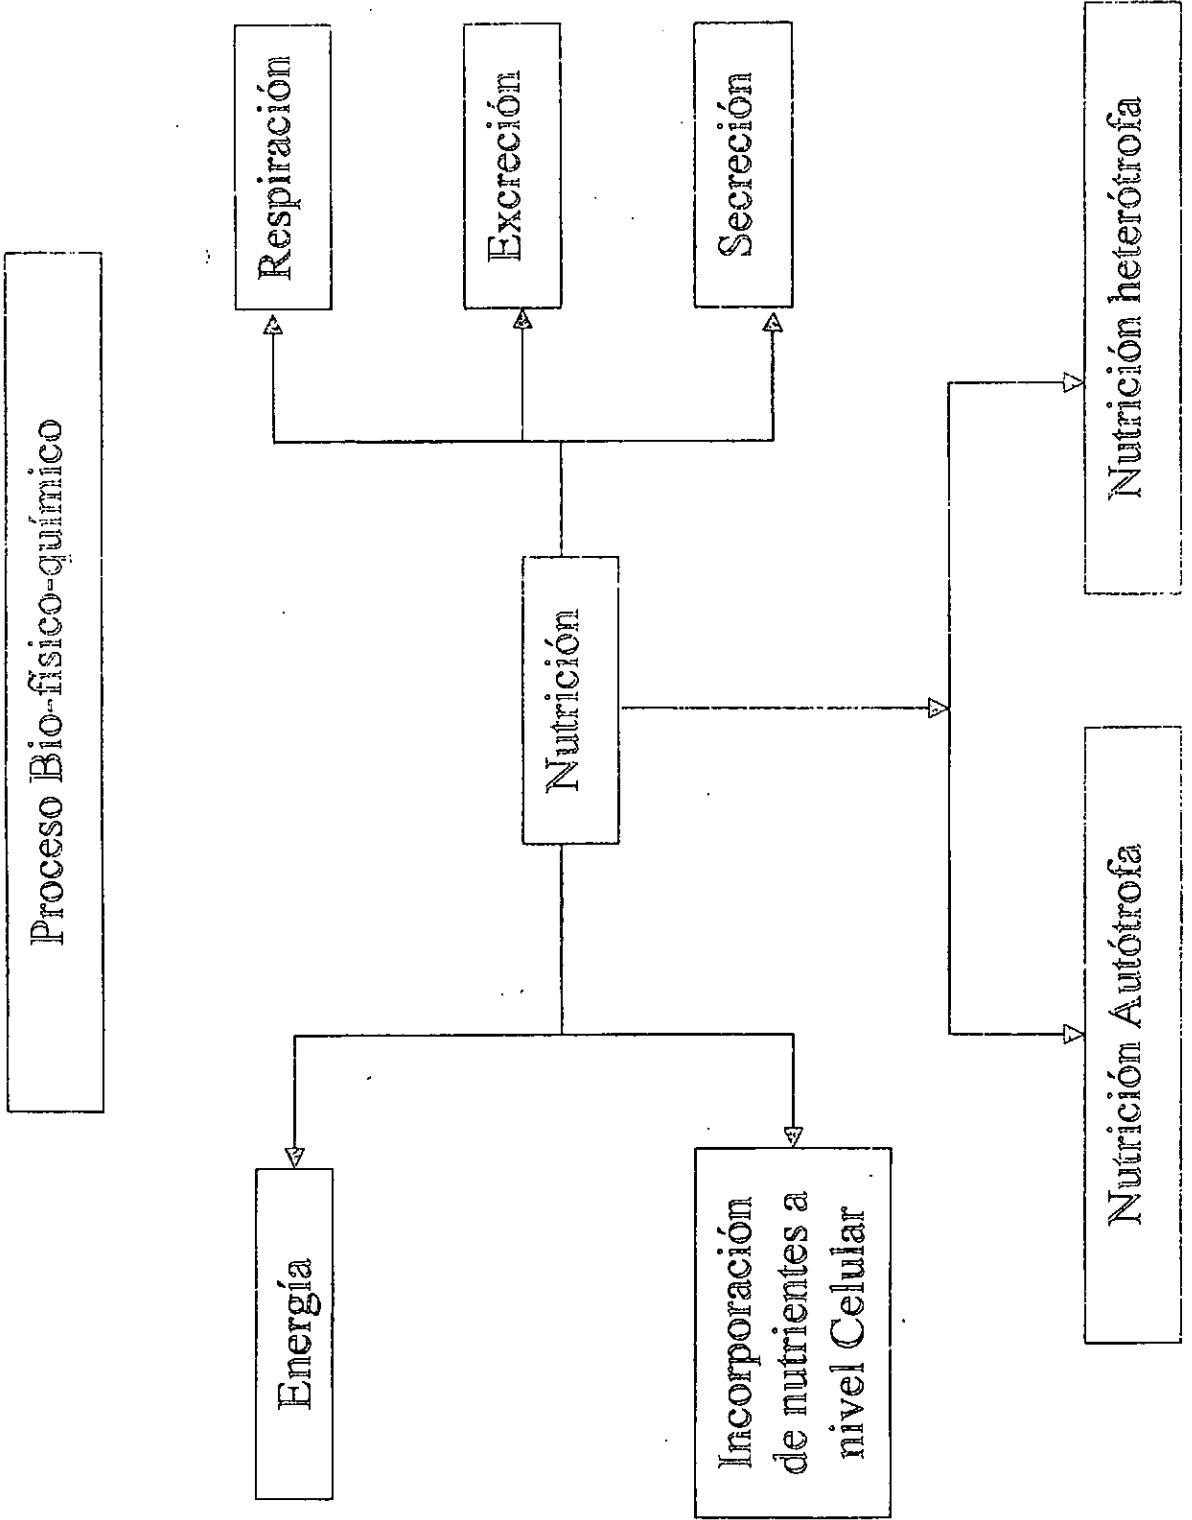 Proceso Bio-físico-químico
Energía
Respiración
Excreción
Nutrición
Incorporación
de nutrientes a
nivel Celular
Secreción
Nutrición Autótrofa
Nutrición heterótrofa